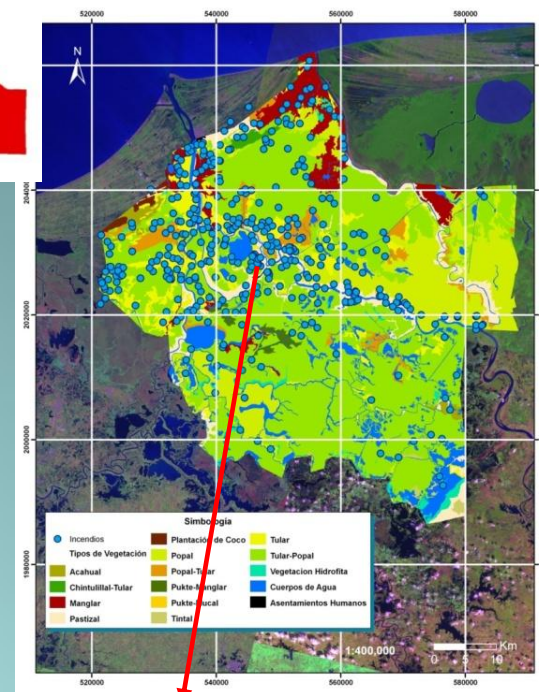 520000 540000 560000 580000
N
2040000
2020000
2000000
1980000
Simbología
Incendios
Tipos de Vegetación
Acahual
Chintulillal-Tular
Manglar
Pastizal
Plantación de Coco
Popal
Popal-Tular
Pukte-Manglar
Pukte-Mucal
Tintal
Tular
Tular-Popal
Vegetacion Hidrofita
Cuerpos de Agua
Asentamientos Humanos
1:400,000
Km
0 5 10
520000 540000 560000 580000